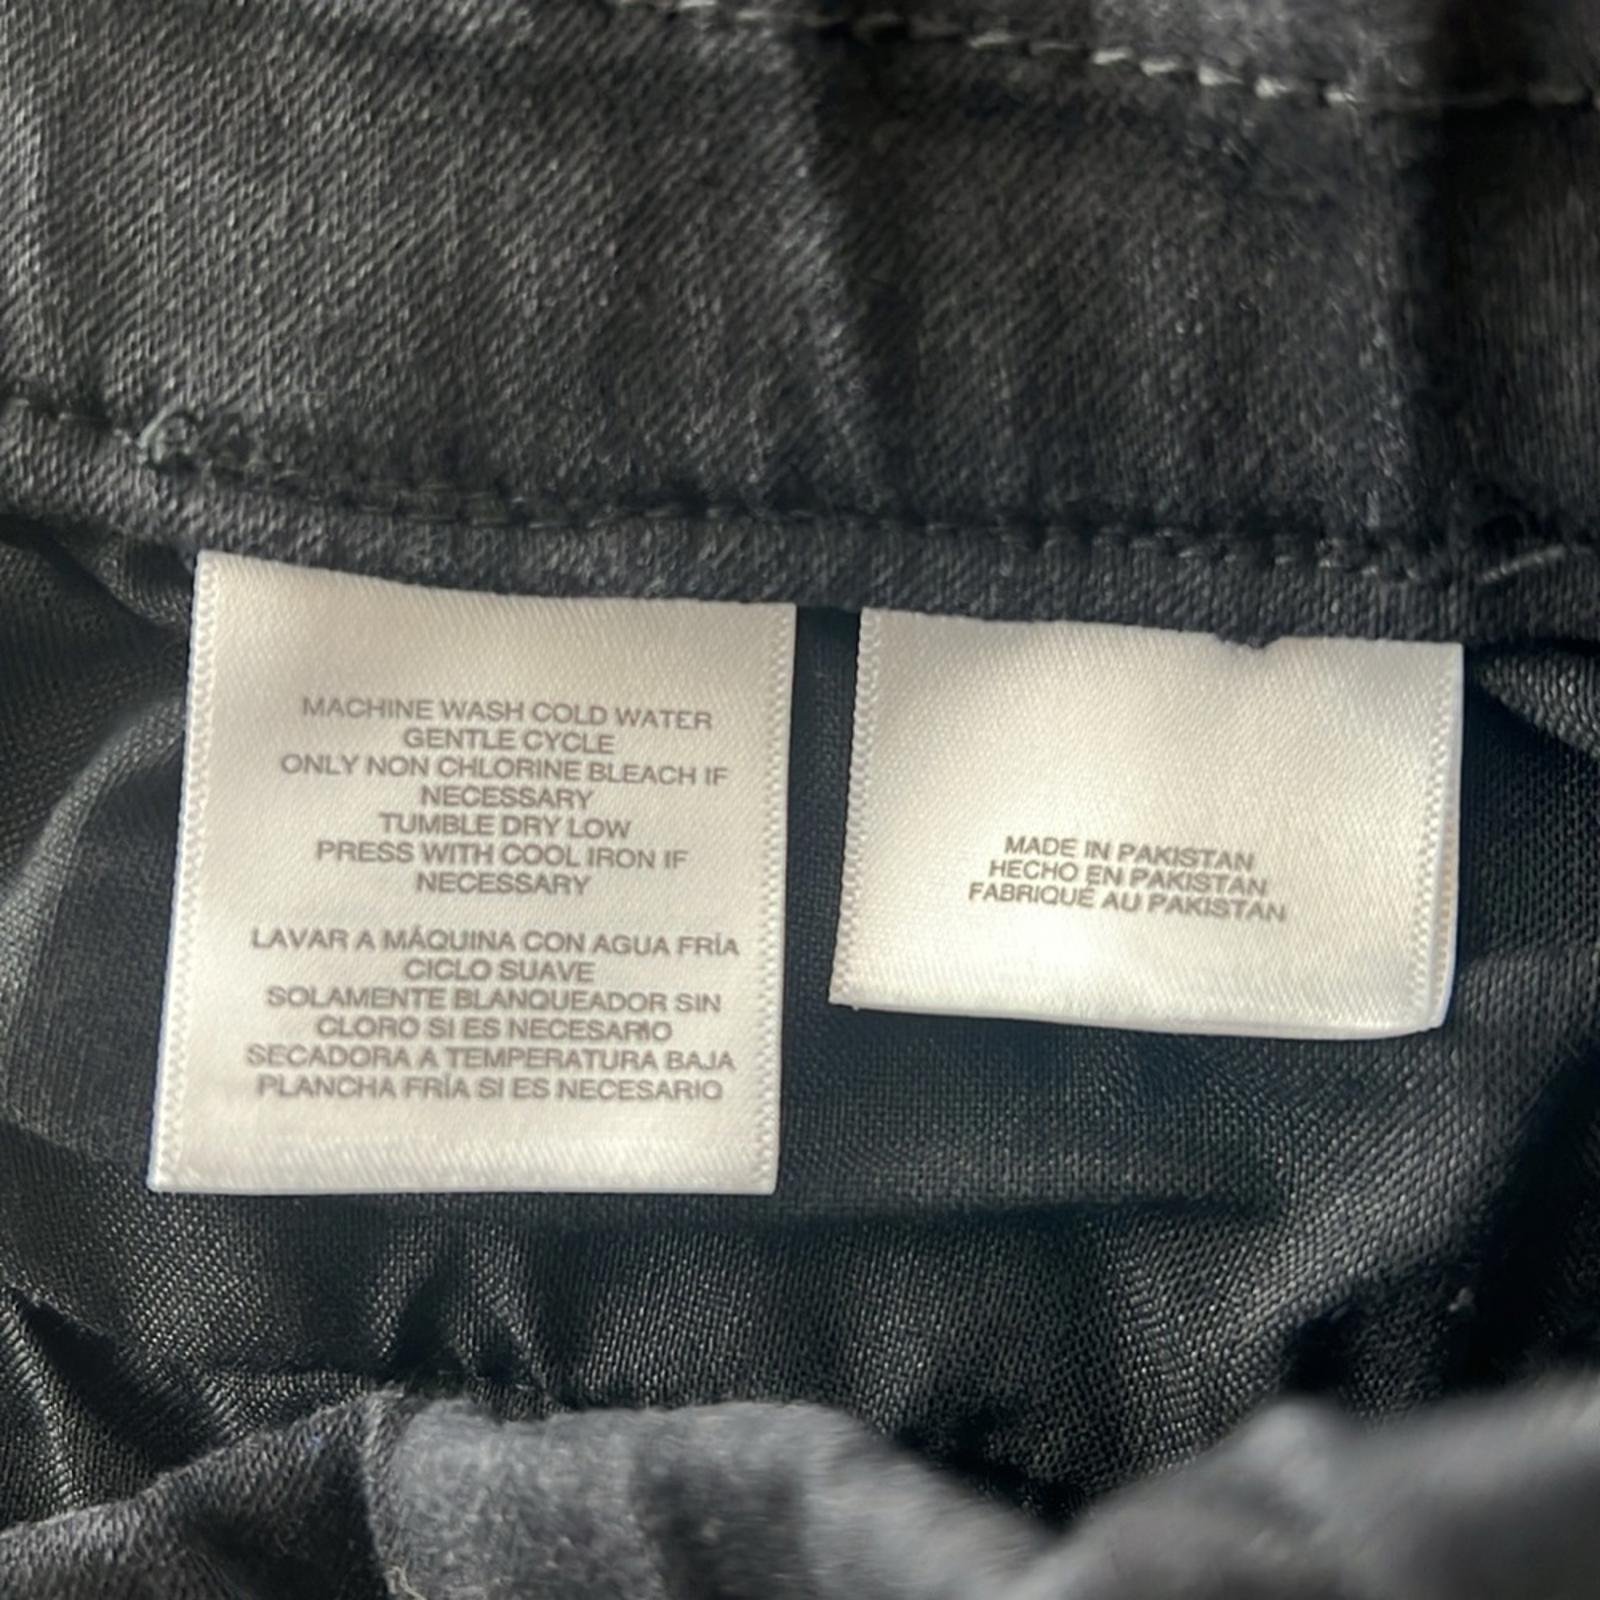 MACHINE WASH COLD WATER
GENTLE CYCLE
ONLY NON CHLORINE BLEACH IF
NECESSARY
TUMBLE DRY LOW
PRESS WITH COOL IRON IF
NECESSARY
LAVAR A MÁQUINA CON AGUA FRÍA
CICLO SUAVE
SOLAMENTE BLANQUEADOR SIN
CLORO SI ES NECESARIO
SECADORA A TEMPERATURA BAJA
PLANCHA FRÍA SI ES NECESARIO
MADE IN PAKISTAN
HECHO EN PAKISTAN
FABRIQUÉ AU PAKISTAN